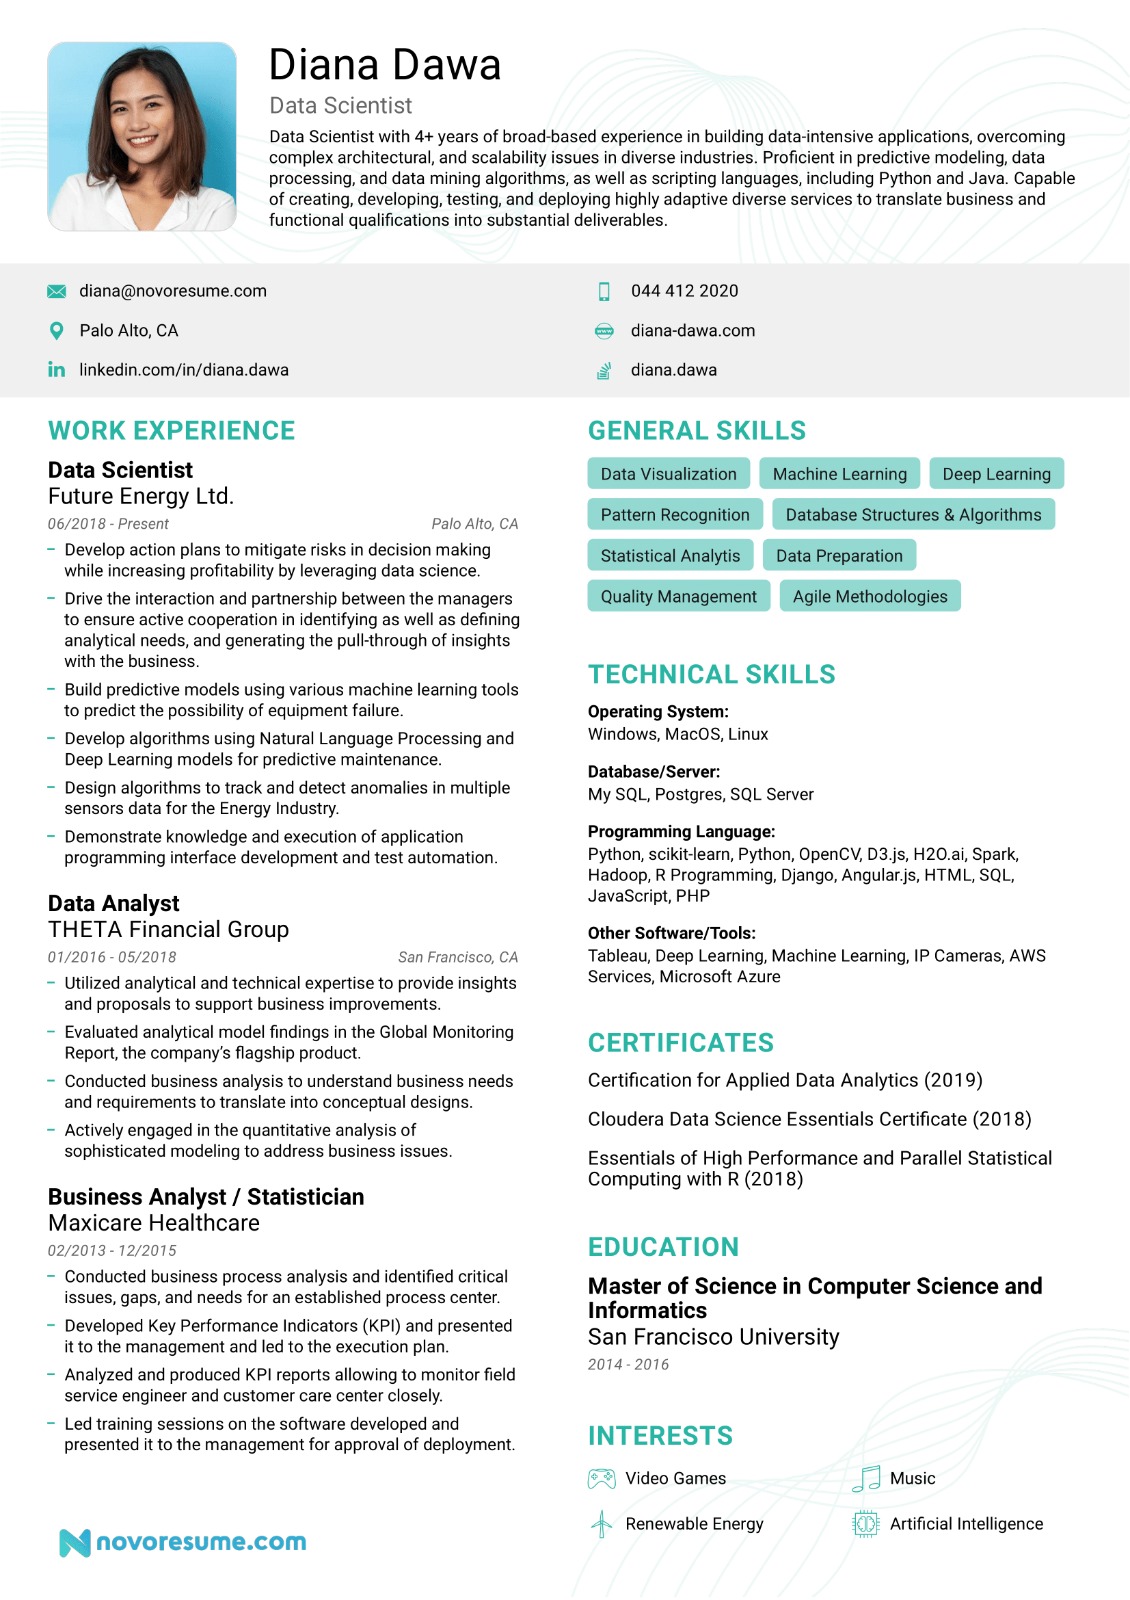 Diana Dawa
Data Scientist
Data Scientist with 4+ years of broad-based experience in building data-intensive applications, overcoming
complex architectural, and scalability issues in diverse industries. Proficient in predictive modeling, data
processing, and data mining algorithms, as well as scripting languages, including Python and Java. Capable
of creating, developing, testing, and deploying highly adaptive diverse services to translate business and
functional qualifications into substantial deliverables.
diana@novoresume.com
044 412 2020
Palo Alto, CA
diana-dawa.com
linkedin.com/in/diana.dawa
diana.dawa
WORK EXPERIENCE
Data Scientist
Future Energy Ltd.
06/2018 - Present
Palo Alto, CA
– Develop action plans to mitigate risks in decision making
while increasing profitability by leveraging data science.
– Drive the interaction and partnership between the managers
to ensure active cooperation in identifying as well as defining
analytical needs, and generating the pull-through of insights
with the business.
– Build predictive models using various machine learning tools
to predict the possibility of equipment failure.
– Develop algorithms using Natural Language Processing and
Deep Learning models for predictive maintenance.
– Design algorithms to track and detect anomalies in multiple
sensors data for the Energy Industry.
– Demonstrate knowledge and execution of application
programming interface development and test automation.
Data Analyst
THETA Financial Group
01/2016 - 05/2018
San Francisco, CA
– Utilized analytical and technical expertise to provide insights
and proposals to support business improvements.
– Evaluated analytical model findings in the Global Monitoring
Report, the company's flagship product.
– Conducted business analysis to understand business needs
and requirements to translate into conceptual designs.
– Actively engaged in the quantitative analysis of
sophisticated modeling to address business issues.
Business Analyst / Statistician
Maxicare Healthcare
02/2013 - 12/2015
– Conducted business process analysis and identified critical
issues, gaps, and needs for an established process center.
– Developed Key Performance Indicators (KPI) and presented
it to the management and led to the execution plan.
– Analyzed and produced KPI reports allowing to monitor field
service engineer and customer care center closely.
– Led training sessions on the software developed and
presented it to the management for approval of deployment.
GENERAL SKILLS
Data Visualization
Machine Learning
Deep Learning
Pattern Recognition
Database Structures & Algorithms
Statistical Analytis
Data Preparation
Quality Management
Agile Methodologies
TECHNICAL SKILLS
Operating System:
Windows, MacOS, Linux
Database/Server:
My SQL, Postgres, SQL Server
Programming Language:
Python, scikit-learn, Python, OpenCV, D3.js, H2O.ai, Spark,
Hadoop, R Programming, Django, Angular.js, HTML, SQL,
JavaScript, PHP
Other Software/Tools:
Tableau, Deep Learning, Machine Learning, IP Cameras, AWS
Services, Microsoft Azure
CERTIFICATES
Certification for Applied Data Analytics (2019)
Cloudera Data Science Essentials Certificate (2018)
Essentials of High Performance and Parallel Statistical
Computing with R (2018)
EDUCATION
Master of Science in Computer Science and
Informatics
San Francisco University
2014 - 2016
INTERESTS
Video Games
Music
Renewable Energy
Artificial Intelligence
novoresume.com